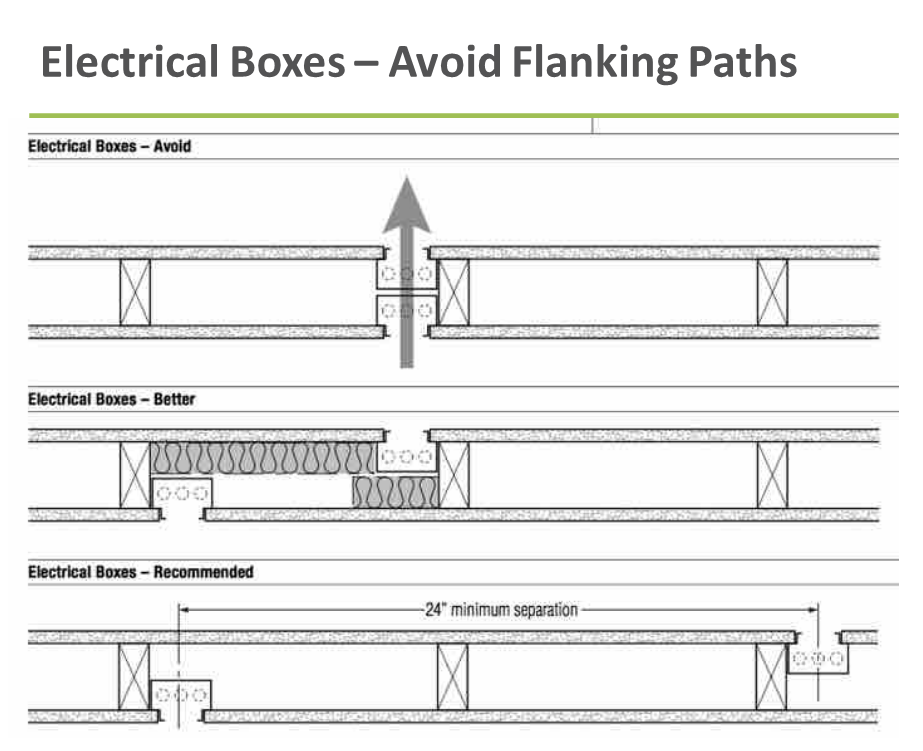 Electrical Boxes – Avoid Flanking Paths
Electrical Boxes – Avoid
Electrical Boxes – Better
Electrical Boxes – Recommended
24" minimum separation